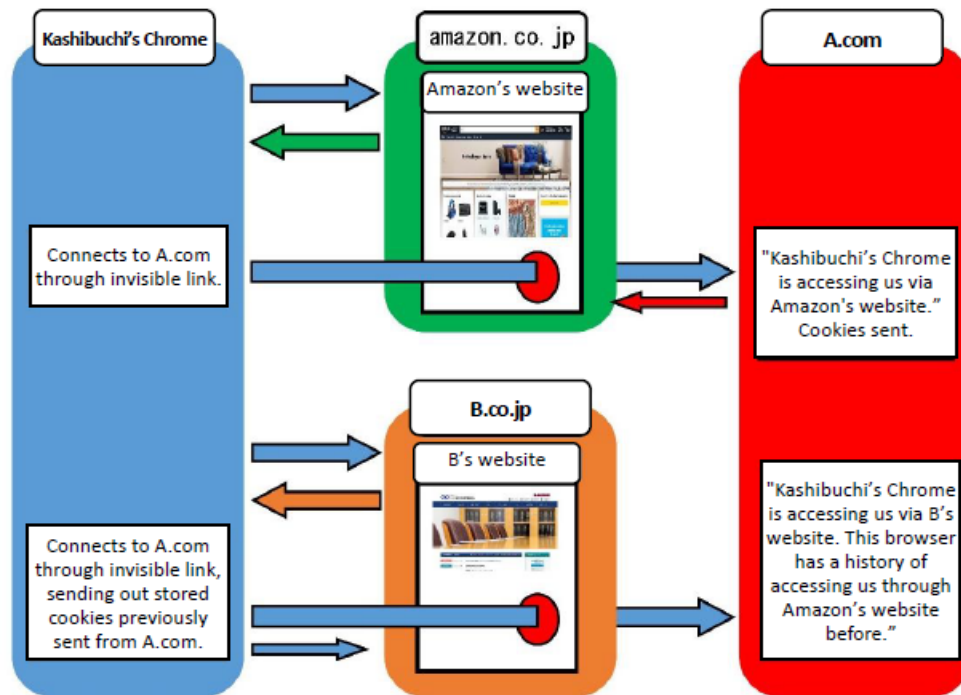 Kashibuchi’s Chrome
amazon.co.jp
A.com
Amazon’s website
Connects to A.com
through invisible link.
"Kashibuchi’s Chrome
is accessing us via
Amazon's website.”
Cookies sent.
B.co.jp
B’s website
Connects to A.com
through invisible link,
sending out stored
cookies previously
sent from A.com.
"Kashibuchi’s Chrome
is accessing us via B’s
website. This browser
has a history of
accessing us through
Amazon’s website
before.”